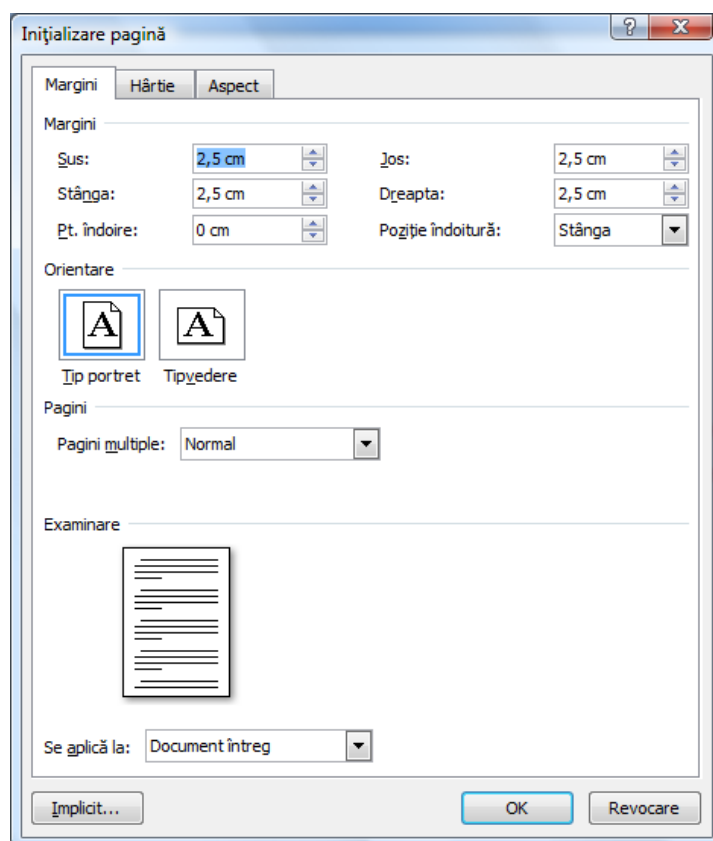 Iniţializare pagină
Margini Hârtie Aspect
Margini
Sus: 2,5 cm Jos: 2,5 cm
Stânga: 2,5 cm Dreapta: 2,5 cm
Pt. îndoire: 0 cm Poziţie îndoitură: Stânga
Orientare
A A
Tip portret Tipvedere
Pagini
Pagini multiple: Normal
Examinare
Se aplică la: Document întreg
Implicit... OK Revocare